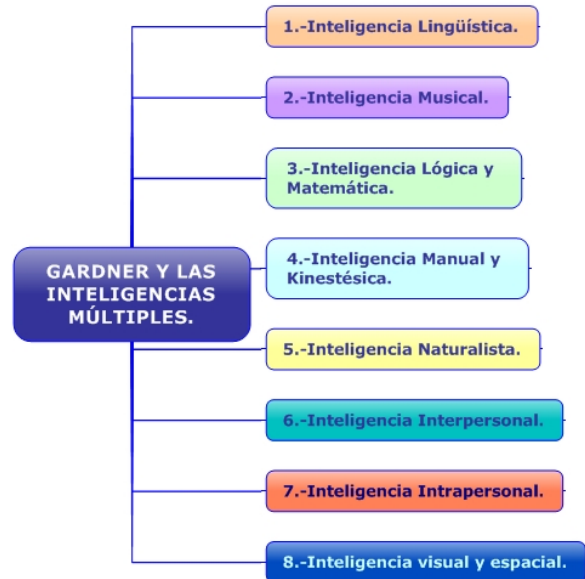 1.-Inteligencia Lingüística.
2.-Inteligencia Musical.
3.-Inteligencia Lógica y
Matemática.
GARDNER Y LAS
INTELIGENCIAS
MÚLTIPLES.
4.-Inteligencia Manual y
Kinestésica.
5.-Inteligencia Naturalista.
6.-Inteligencia Interpersonal.
7.-Inteligencia Intrapersonal.
8.-Inteligencia visual y espacial.